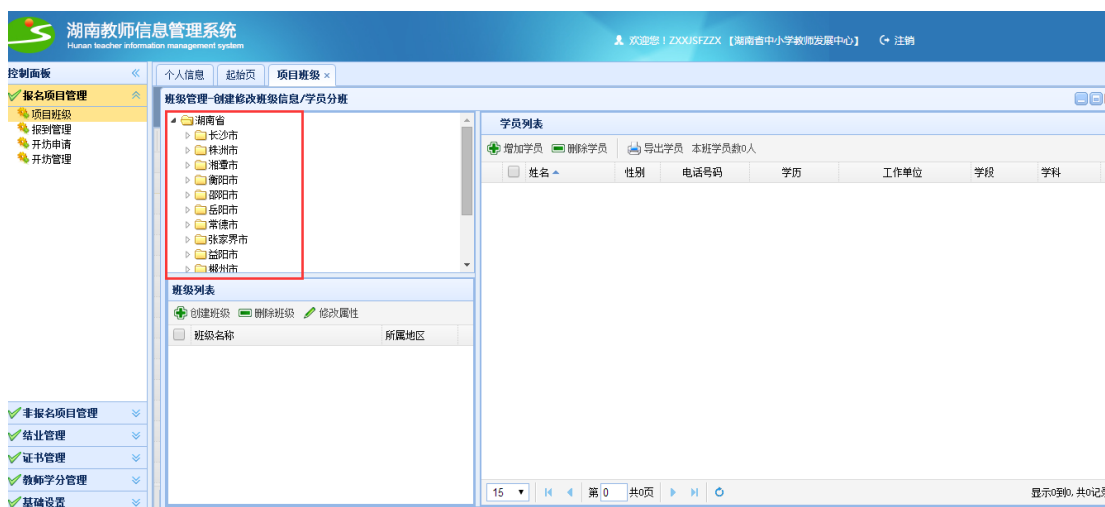 湖南教师信息管理系统
Hunan teacher information management system
欢迎您！ZXXJSFZZX 【湖南省中小学教师发展中心】 注销
控制面板
个人信息 起始页 项目班级 ×
报名项目管理
班级管理-创建修改班级信息/学员分班
项目班级
报到管理
开坊申请
开坊管理
湖南省
长沙市
株洲市
湘潭市
衡阳市
邵阳市
岳阳市
常德市
张家界市
益阳市
郴州市
学员列表
增加学员 删除学员 导出学员 本班学员数0人
姓名 性别 电话号码 学历 工作单位 学段 学科
班级列表
创建班级 删除班级 修改属性
班级名称 所属地区
非报名项目管理
结业管理
证书管理
教师学分管理
基础设置
15 第 0 共0页 显示0到0, 共0记录